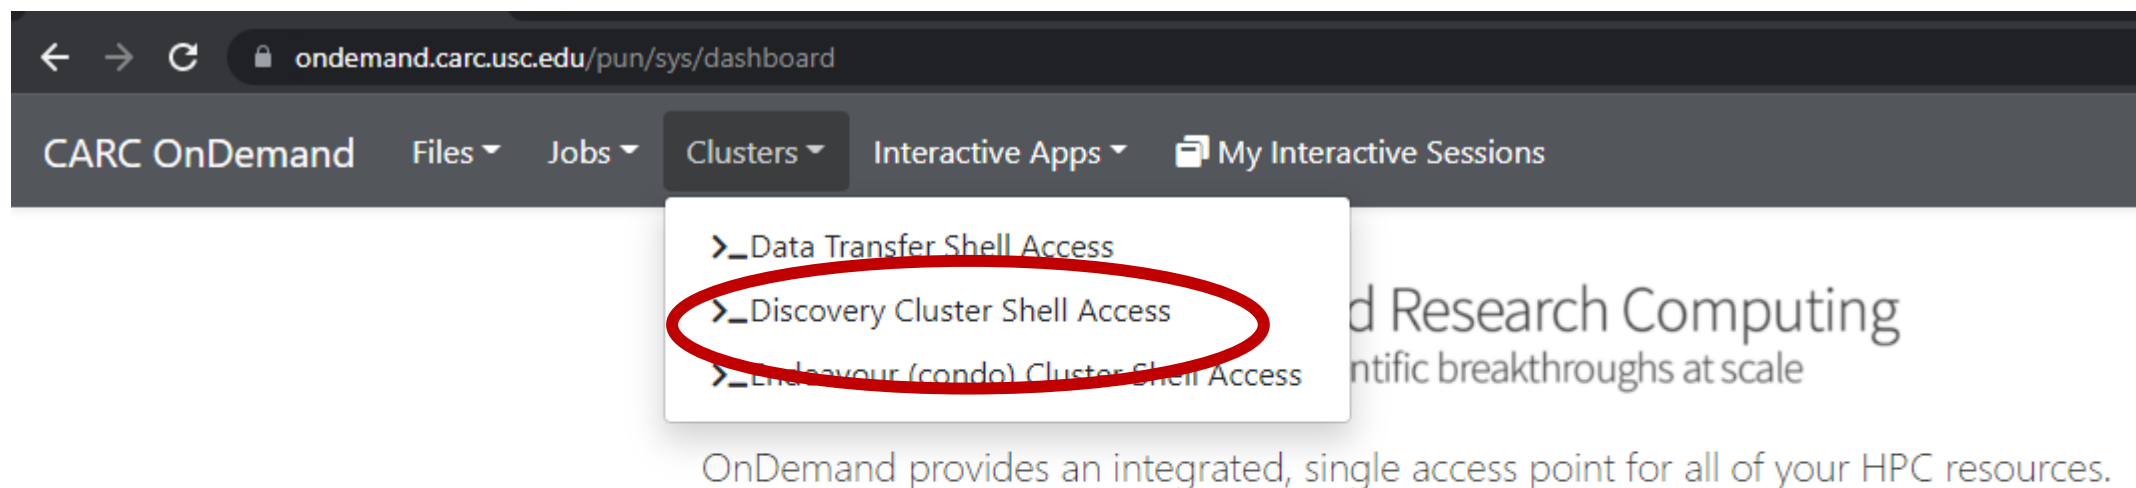 ondemand.carc.usc.edu/pun/sys/dashboard
CARC OnDemand Files Jobs Clusters Interactive Apps My Interactive Sessions
>_Data Transfer Shell Access
>_Discovery Cluster Shell Access
d Research Computing
>_Endeavour (condo) Cluster Shell Access
ntific breakthroughs at scale
OnDemand provides an integrated, single access point for all of your HPC resources.